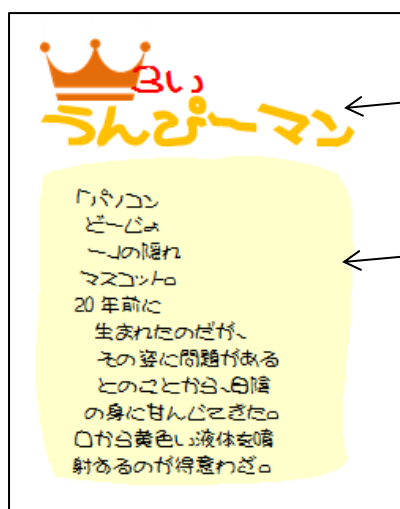 3い
うんぴーマン
「パソコン
どーじょ
ー」の隠れ
マスコット。
20年前に
生まれたのだが、
その姿に問題がある
とのことから、日陰
の身に甘んじてきた。
口から黄色い液体を噴
射するのが得意わざ。